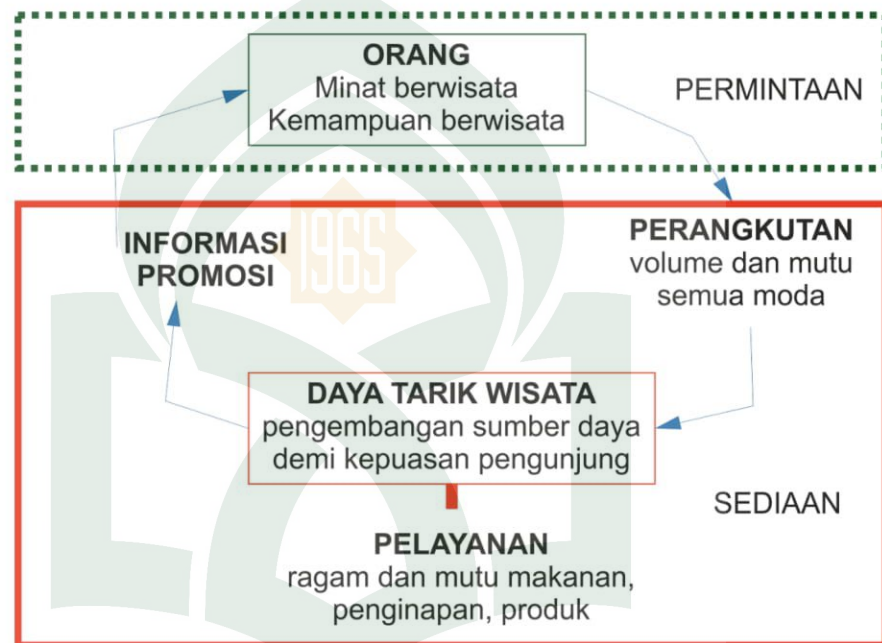 ORANG
Minat berwisata
Kemampuan berwisata
PERMINTAAN
INFORMASI
PROMOSI
1965
PERANGKUTAN
volume dan mutu
semua moda
DAYA TARIK WISATA
pengembangan sumber daya
demi kepuasan pengunjung
SEDIAAN
PELAYANAN
ragam dan mutu makanan,
penginapan, produk